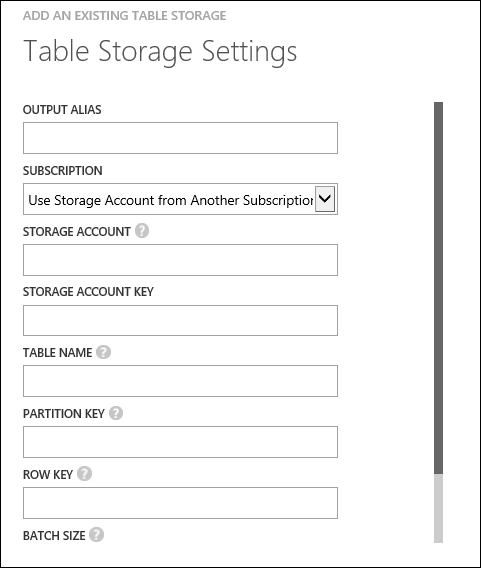 ADD AN EXISTING TABLE STORAGE
Table Storage Settings
OUTPUT ALIAS
SUBSCRIPTION
Use Storage Account from Another Subscription
STORAGE ACCOUNT ?
STORAGE ACCOUNT KEY
TABLE NAME ?
PARTITION KEY ?
ROW KEY ?
BATCH SIZE ?